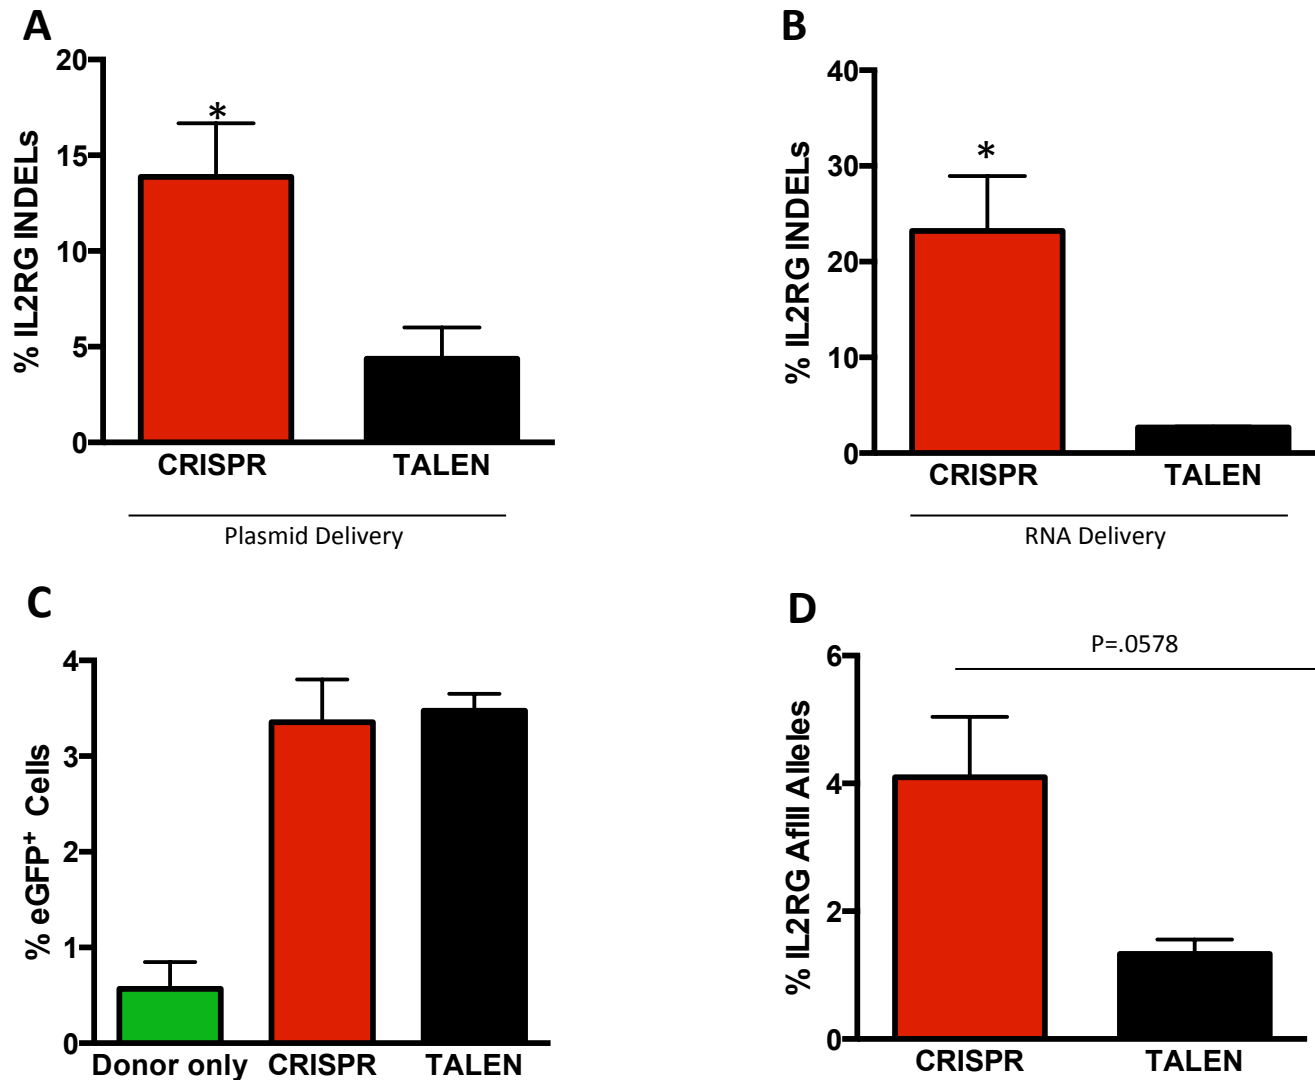 A
% IL2RG INDELs
20
15
10
5
0
*
CRISPR
TALEN
Plasmid Delivery
B
% IL2RG INDELs
40
30
20
10
0
*
CRISPR
TALEN
RNA Delivery
C
% eGFP⁺ Cells
4
3
2
1
0
Donor only
CRISPR
TALEN
D
P=.0578
% IL2RG AflII Alleles
6
4
2
0
CRISPR
TALEN